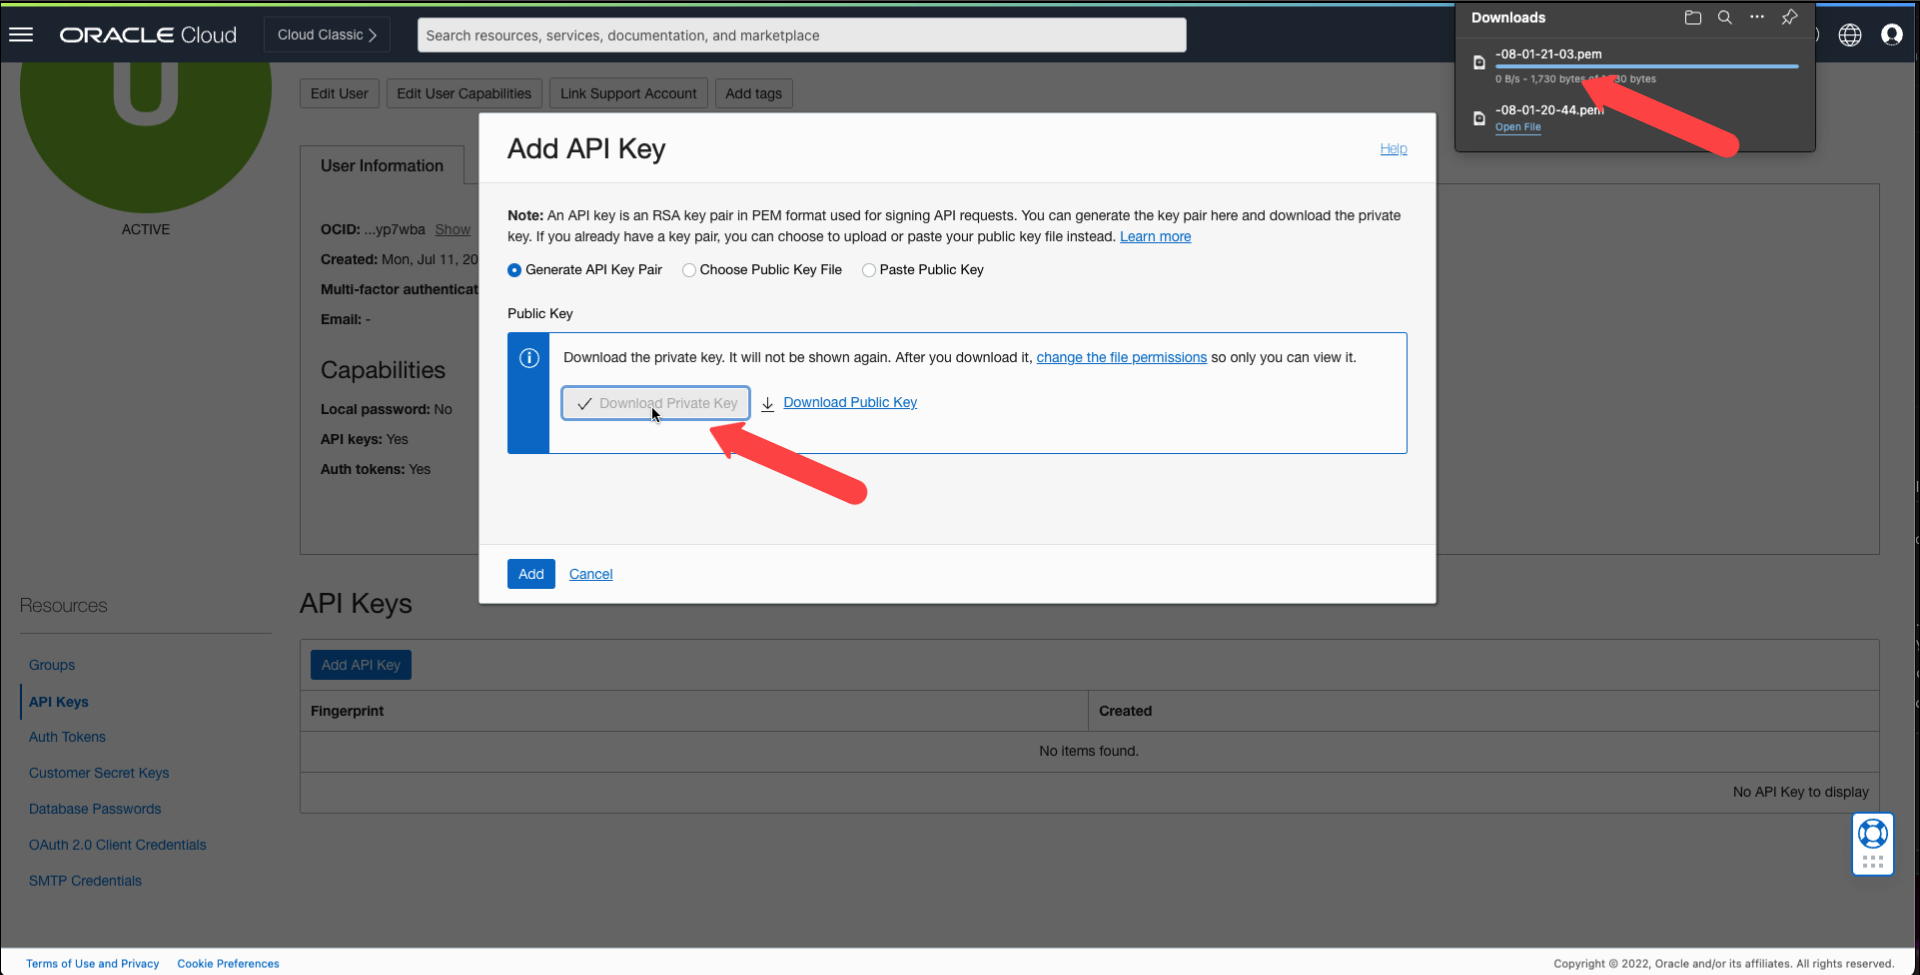 ORACLE Cloud
Cloud Classic
Search resources, services, documentation, and marketplace
Downloads
-08-01-21-03.pem
0 B/s - 1,730 bytes of 30 bytes
-08-01-20-44.pem
Open File
U
ACTIVE
Edit User
Edit User Capabilities
Link Support Account
Add tags
User Information
OCID: ...yp7wba Show
Created: Mon, Jul 11, 20
Multi-factor authenticat
Email: -
Capabilities
Local password: No
API keys: Yes
Auth tokens: Yes
Add API Key
Help
Note: An API key is an RSA key pair in PEM format used for signing API requests. You can generate the key pair here and download the private
key. If you already have a key pair, you can choose to upload or paste your public key file instead. Learn more
Generate API Key Pair
Choose Public Key File
Paste Public Key
Public Key
Download the private key. It will not be shown again. After you download it, change the file permissions so only you can view it.
Download Private Key
Download Public Key
Add
Cancel
Resources
Groups
API Keys
Auth Tokens
Customer Secret Keys
Database Passwords
OAuth 2.0 Client Credentials
SMTP Credentials
API Keys
Add API Key
Fingerprint
Created
No items found.
No API Key to display
Terms of Use and Privacy
Cookie Preferences
Copyright © 2022, Oracle and/or its affiliates. All rights reserved.